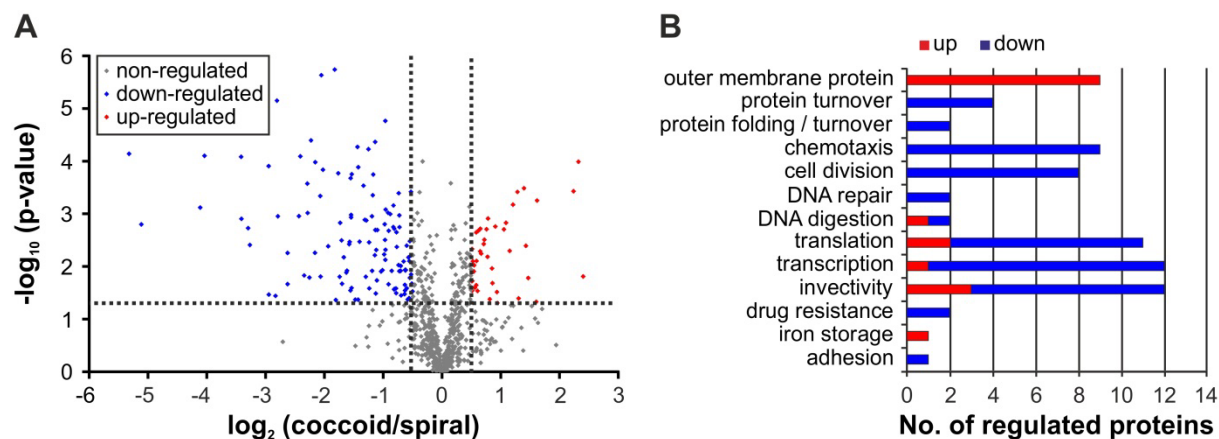 A
6
5
4
3
2
1
0
-log₁₀ (p-value)
non-regulated
down-regulated
up-regulated
-6 -5 -4 -3 -2 -1 0 1 2 3
log₂ (coccoid/spiral)
B
up down
outer membrane protein
protein turnover
protein folding / turnover
chemotaxis
cell division
DNA repair
DNA digestion
translation
transcription
invectivity
drug resistance
iron storage
adhesion
0 2 4 6 8 10 12 14
No. of regulated proteins